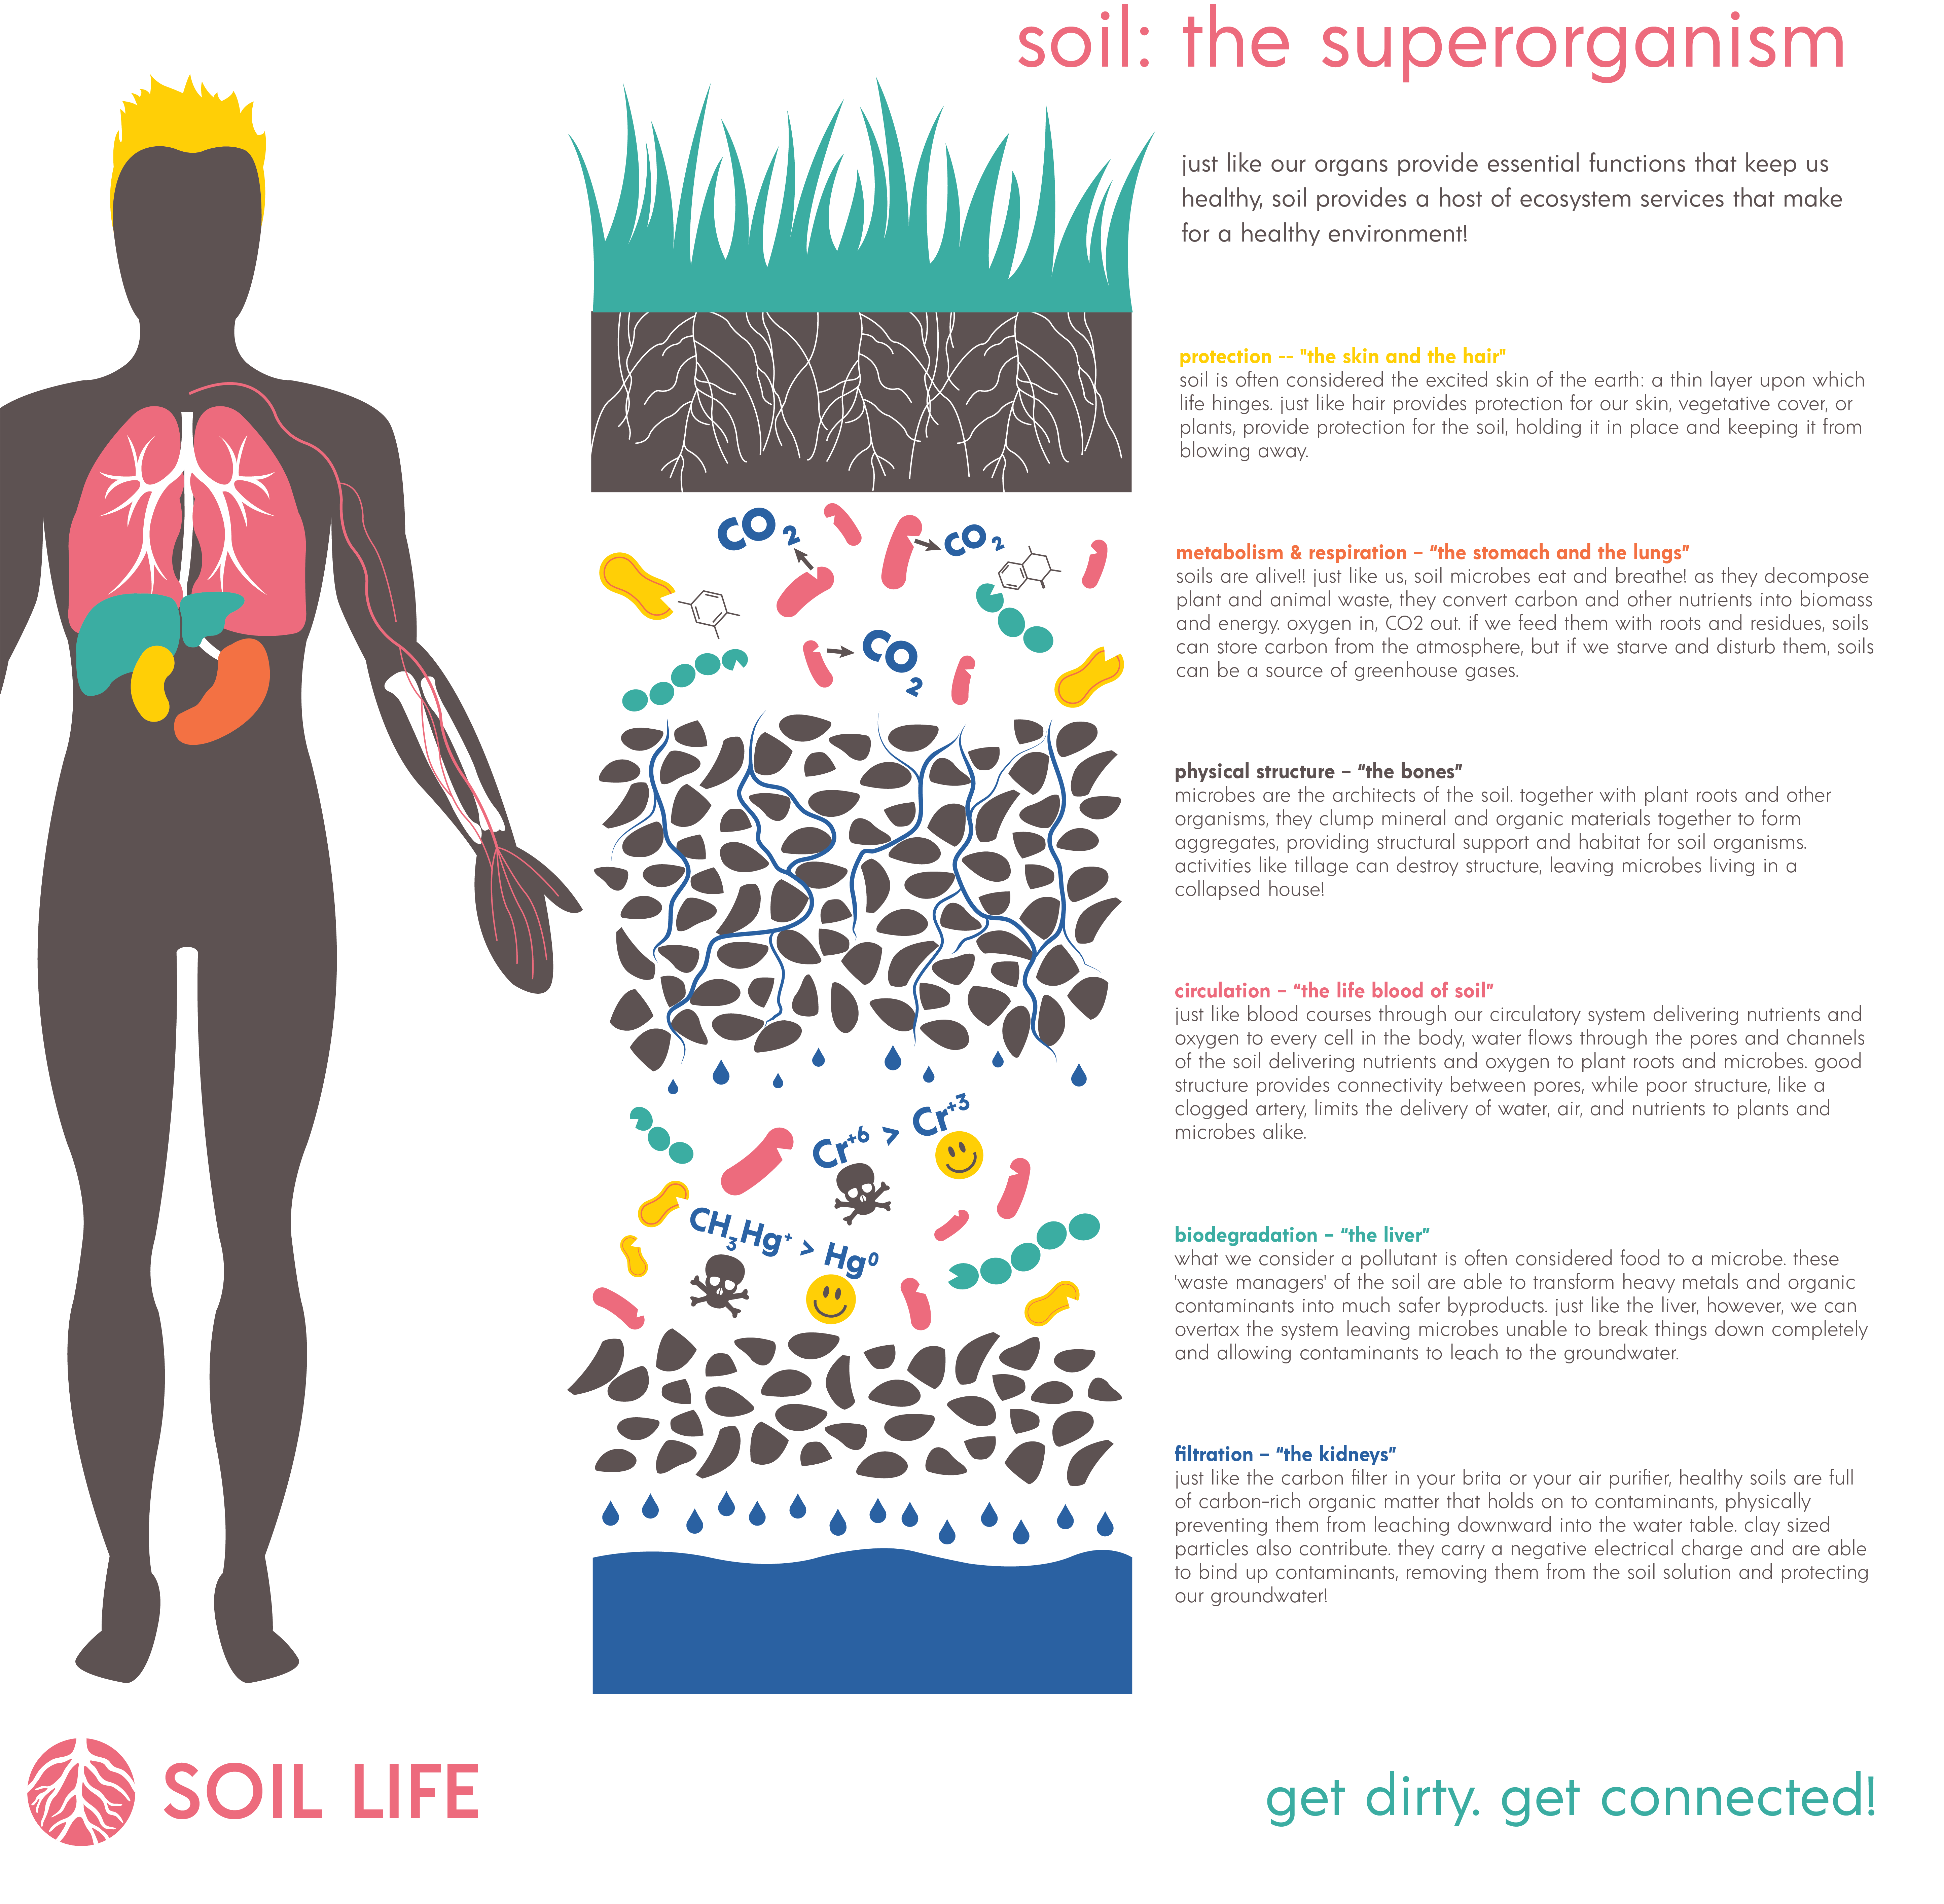 soil: the superorganism
just like our organs provide essential functions that keep us
healthy, soil provides a host of ecosystem services that make
for a healthy environment!
protection -- "the skin and the hair"
soil is often considered the excited skin of the earth: a thin layer upon which
life hinges. just like hair provides protection for our skin, vegetative cover, or
plants, provide protection for the soil, holding it in place and keeping it from
blowing away.
CO2
CO2
CO2
metabolism & respiration – “the stomach and the lungs”
soils are alive!! just like us, soil microbes eat and breathe! as they decompose
plant and animal waste, they convert carbon and other nutrients into biomass
and energy. oxygen in, CO2 out. if we feed them with roots and residues, soils
can store carbon from the atmosphere, but if we starve and disturb them, soils
can be a source of greenhouse gases.
physical structure – “the bones”
microbes are the architects of the soil. together with plant roots and other
organisms, they clump mineral and organic materials together to form
aggregates, providing structural support and habitat for soil organisms.
activities like tillage can destroy structure, leaving microbes living in a
collapsed house!
circulation – “the life blood of soil”
just like blood courses through our circulatory system delivering nutrients and
oxygen to every cell in the body, water flows through the pores and channels
of the soil delivering nutrients and oxygen to plant roots and microbes. good
structure provides connectivity between pores, while poor structure, like a
clogged artery, limits the delivery of water, air, and nutrients to plants and
microbes alike.
Cr+6 > Cr+3
CH3Hg+ > Hg0
biodegradation – “the liver”
what we consider a pollutant is often considered food to a microbe. these
'waste managers' of the soil are able to transform heavy metals and organic
contaminants into much safer byproducts. just like the liver, however, we can
overtax the system leaving microbes unable to break things down completely
and allowing contaminants to leach to the groundwater.
filtration – “the kidneys”
just like the carbon filter in your brita or your air purifier, healthy soils are full
of carbon-rich organic matter that holds on to contaminants, physically
preventing them from leaching downward into the water table. clay sized
particles also contribute. they carry a negative electrical charge and are able
to bind up contaminants, removing them from the soil solution and protecting
our groundwater!
SOIL LIFE
get dirty. get connected!